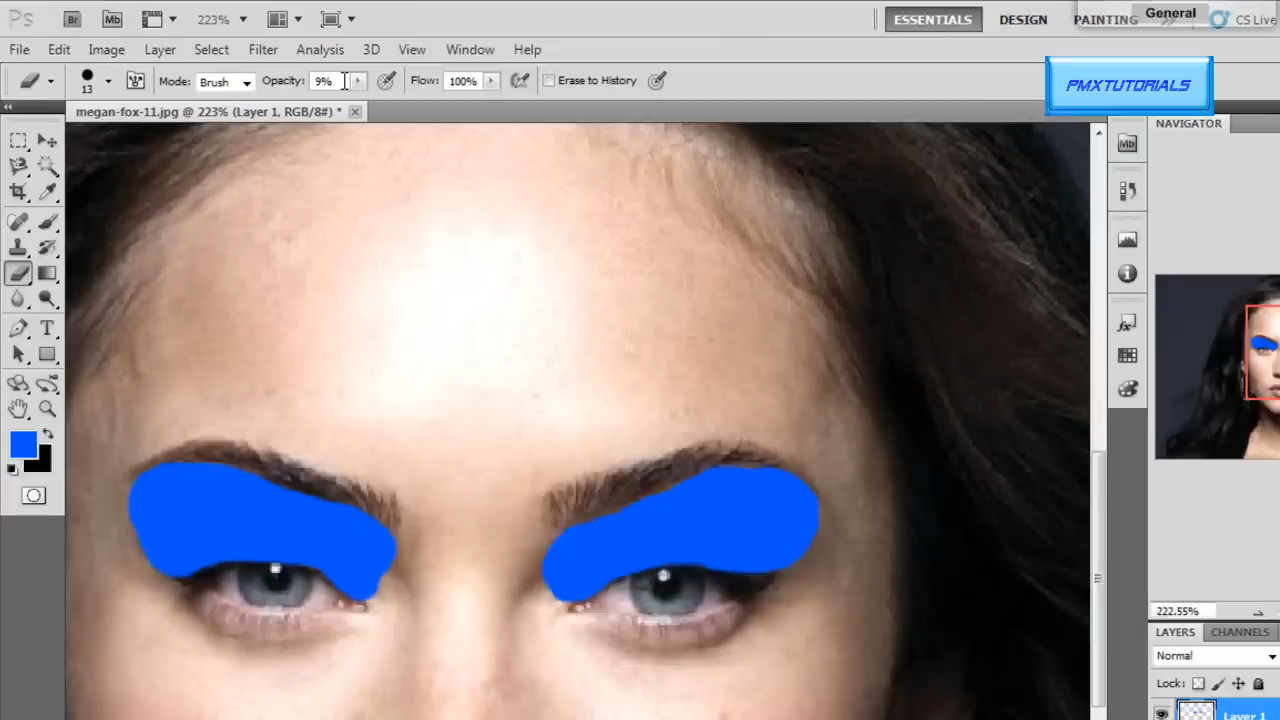 Ps Br Mb 223% ESSENTIALS DESIGN PAINTING General CS Live
File Edit Image Layer Select Filter Analysis 3D View Window Help
13 Mode: Brush Opacity: 9% Flow: 100% Erase to History
PMXTUTORIALS
megan-fox-11.jpg @ 223% (Layer 1, RGB/8#) *
NAVIGATOR
Mb
222.55%
LAYERS CHANNELS
Normal
Lock:
Layer 1